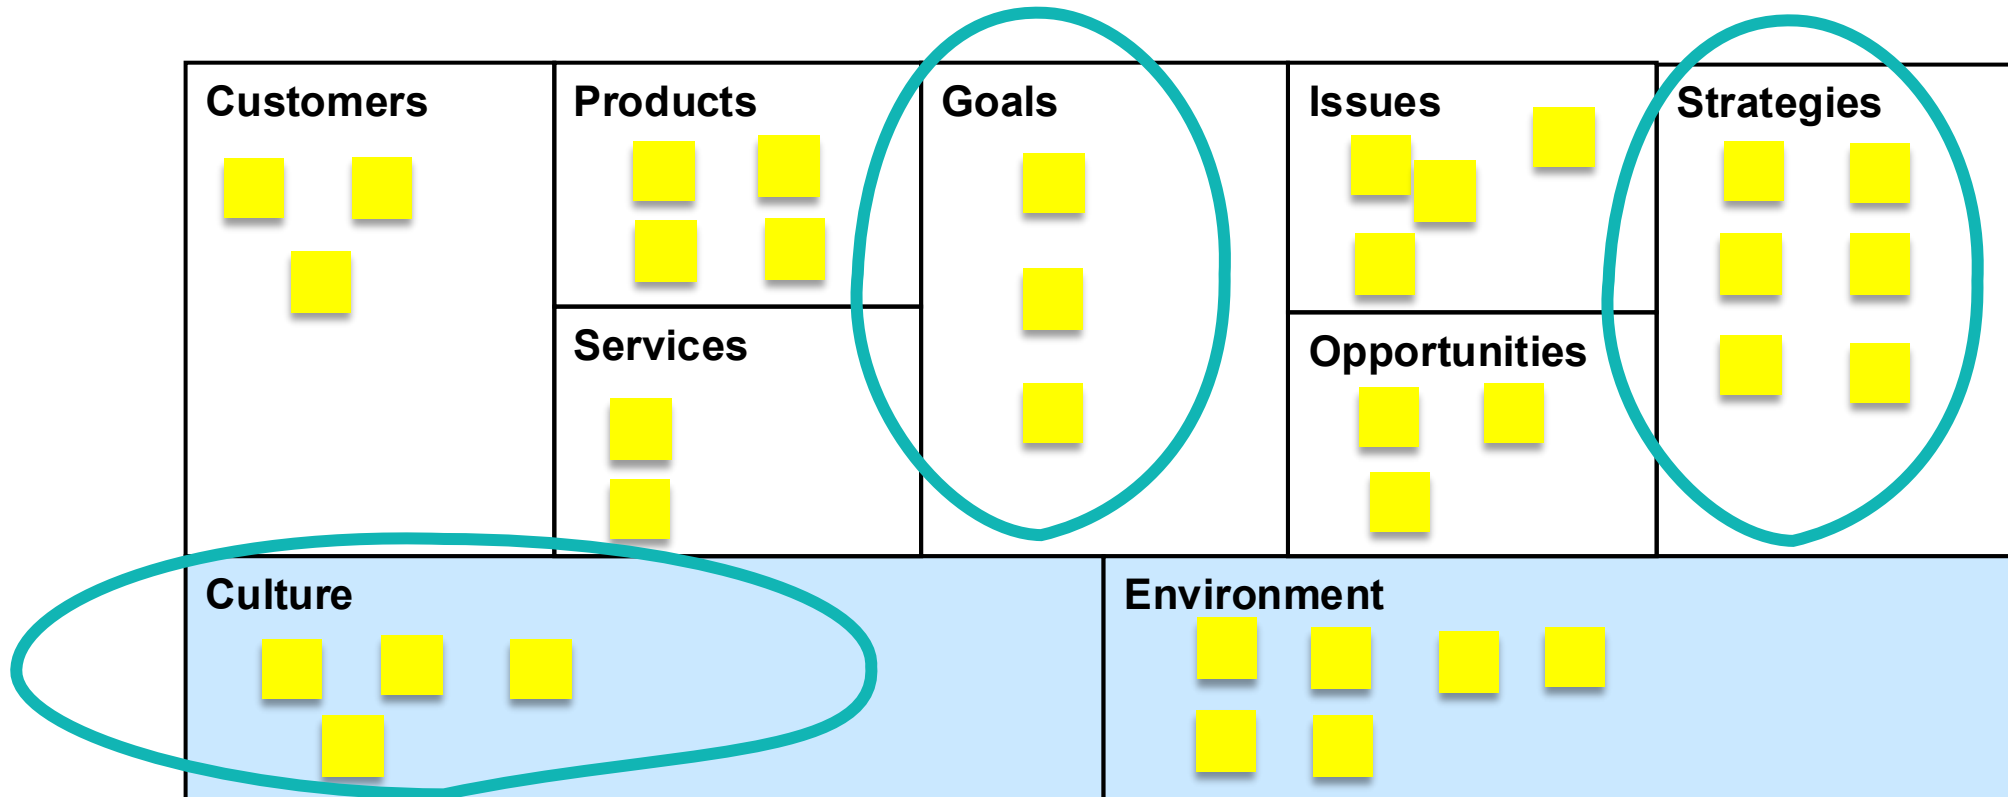 Customers
Products
Goals
Issues
Strategies
Services
Opportunities
Culture
Environment